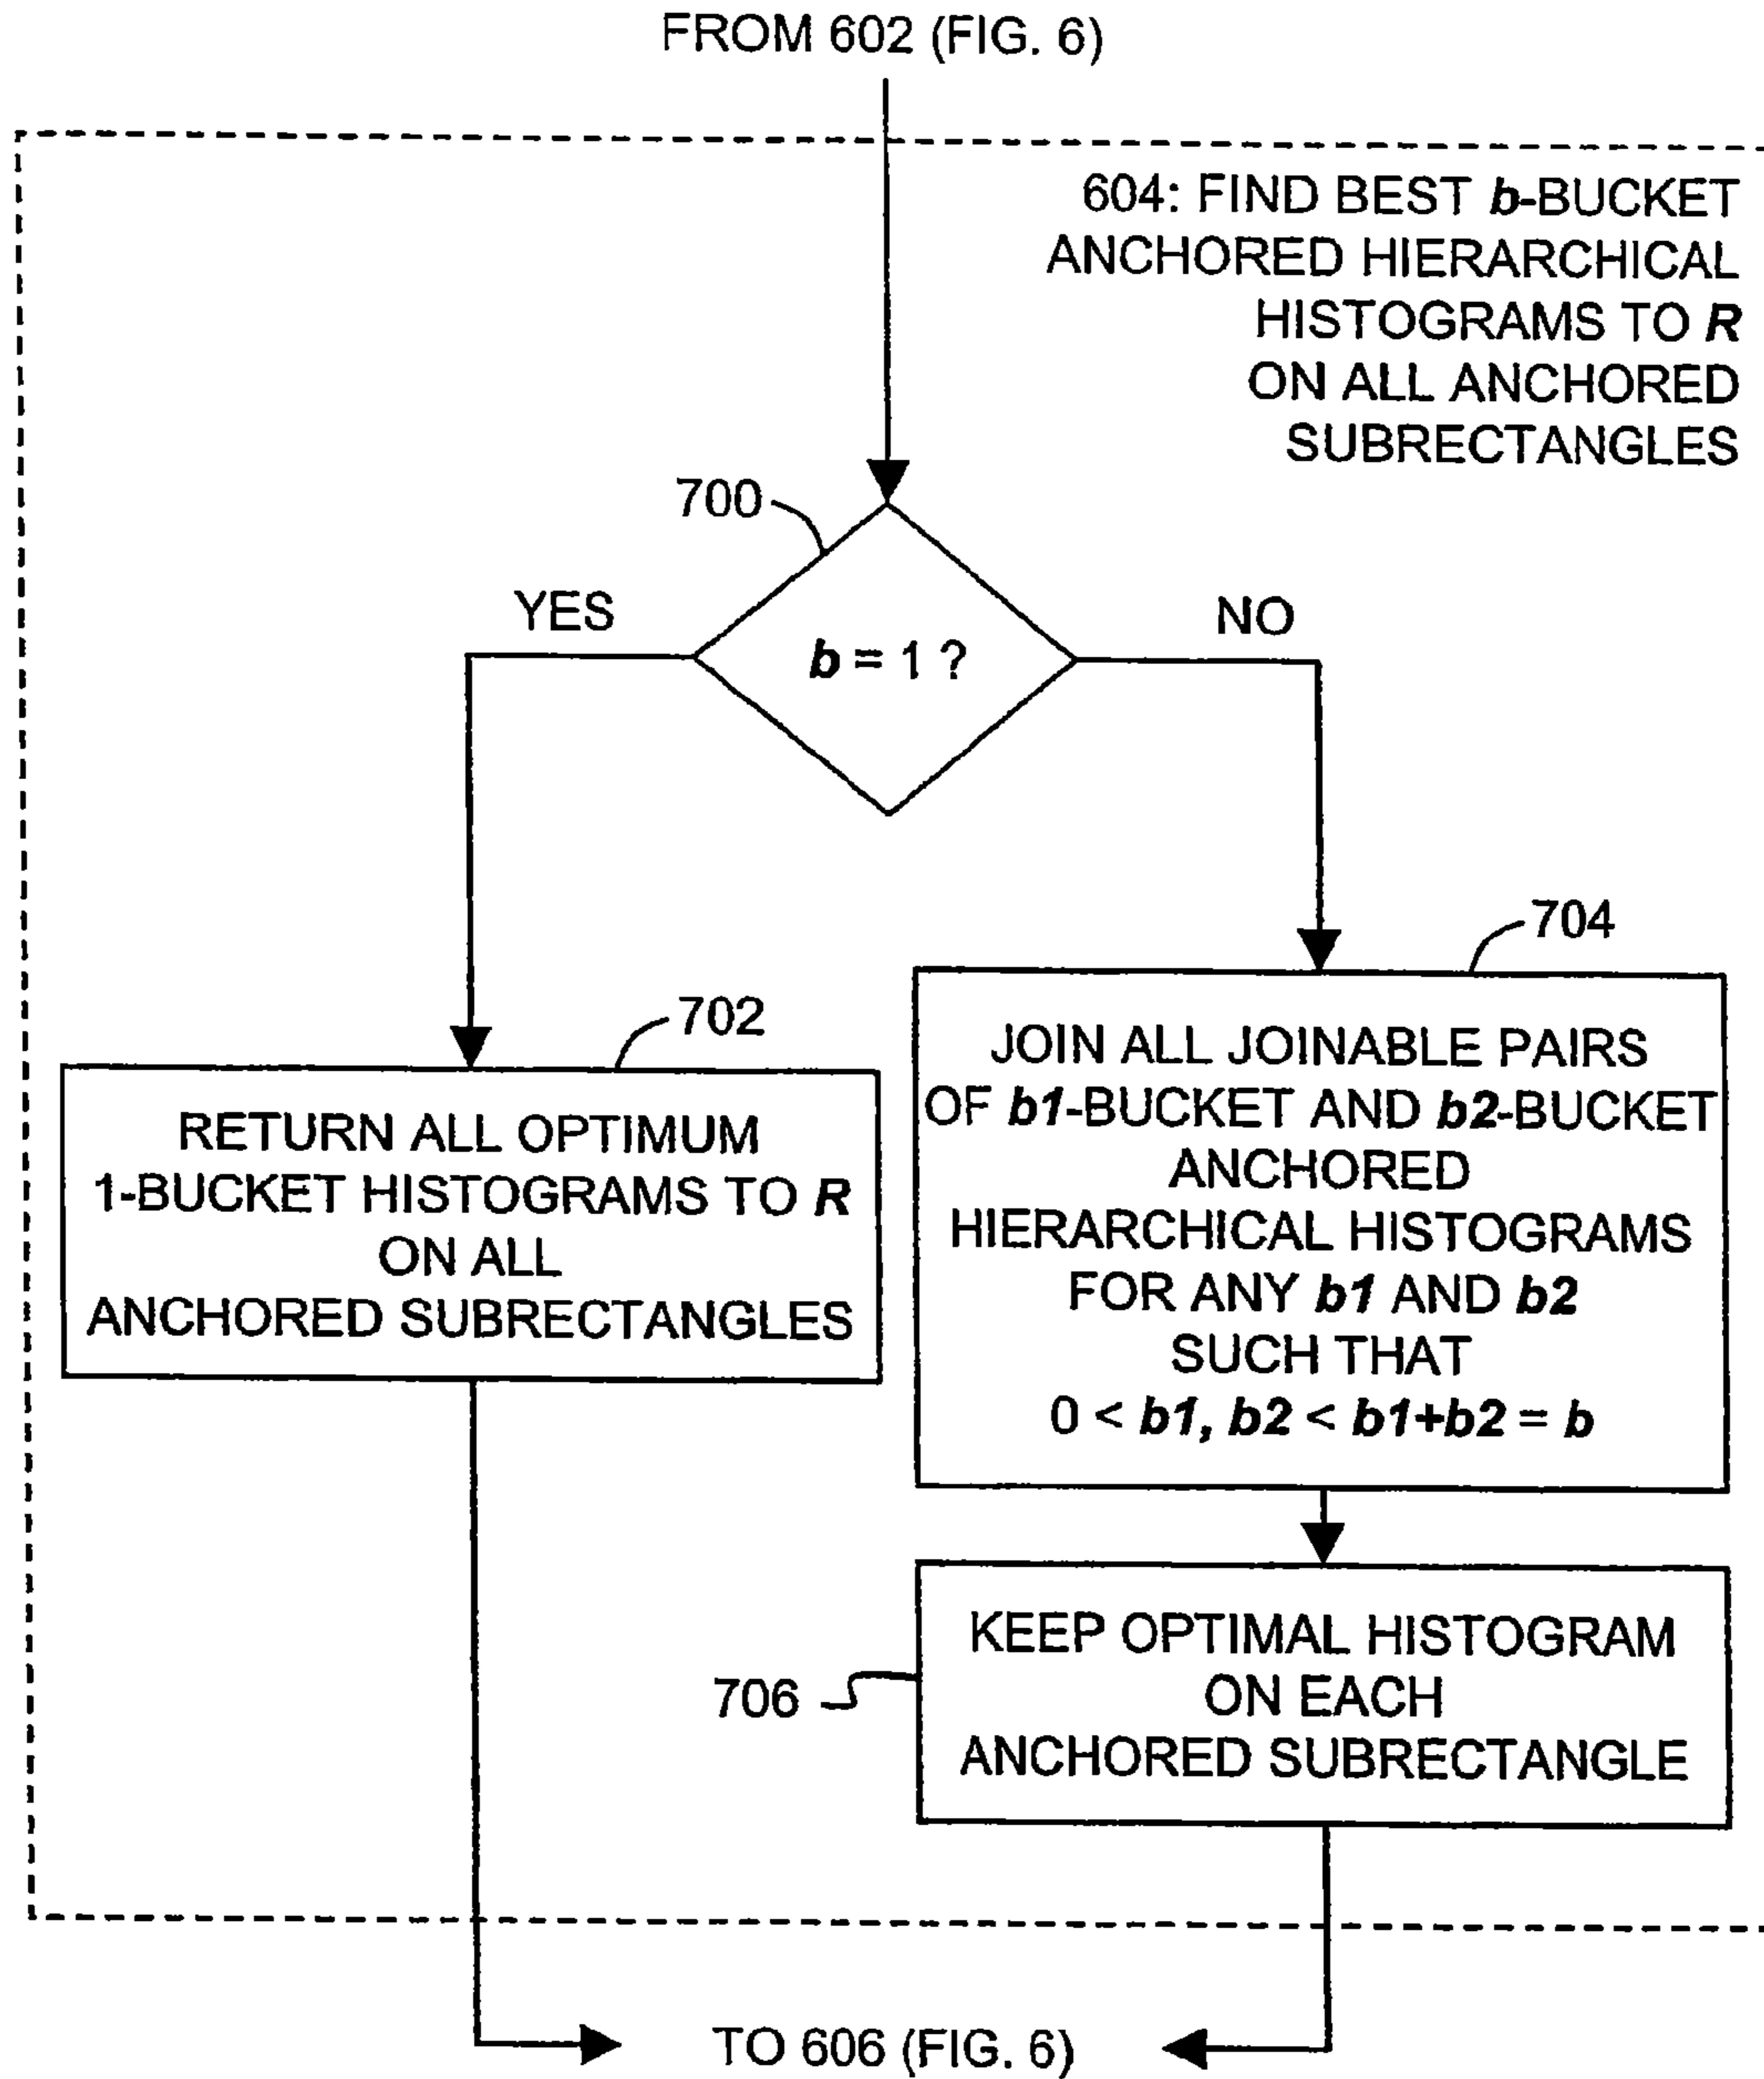 FROM 602 (FIG. 6)
604: FIND BEST b-BUCKET
ANCHORED HIERARCHICAL
HISTOGRAMS TO R
ON ALL ANCHORED
SUBRECTANGLES
700
YES
NO
b = 1 ?
704
702
JOIN ALL JOINABLE PAIRS
OF b1-BUCKET AND b2-BUCKET
ANCHORED
HIERARCHICAL HISTOGRAMS
FOR ANY b1 AND b2
SUCH THAT
0 < b1, b2 < b1+b2 = b
RETURN ALL OPTIMUM
1-BUCKET HISTOGRAMS TO R
ON ALL
ANCHORED SUBRECTANGLES
706
KEEP OPTIMAL HISTOGRAM
ON EACH
ANCHORED SUBRECTANGLE
TO 606 (FIG. 6)